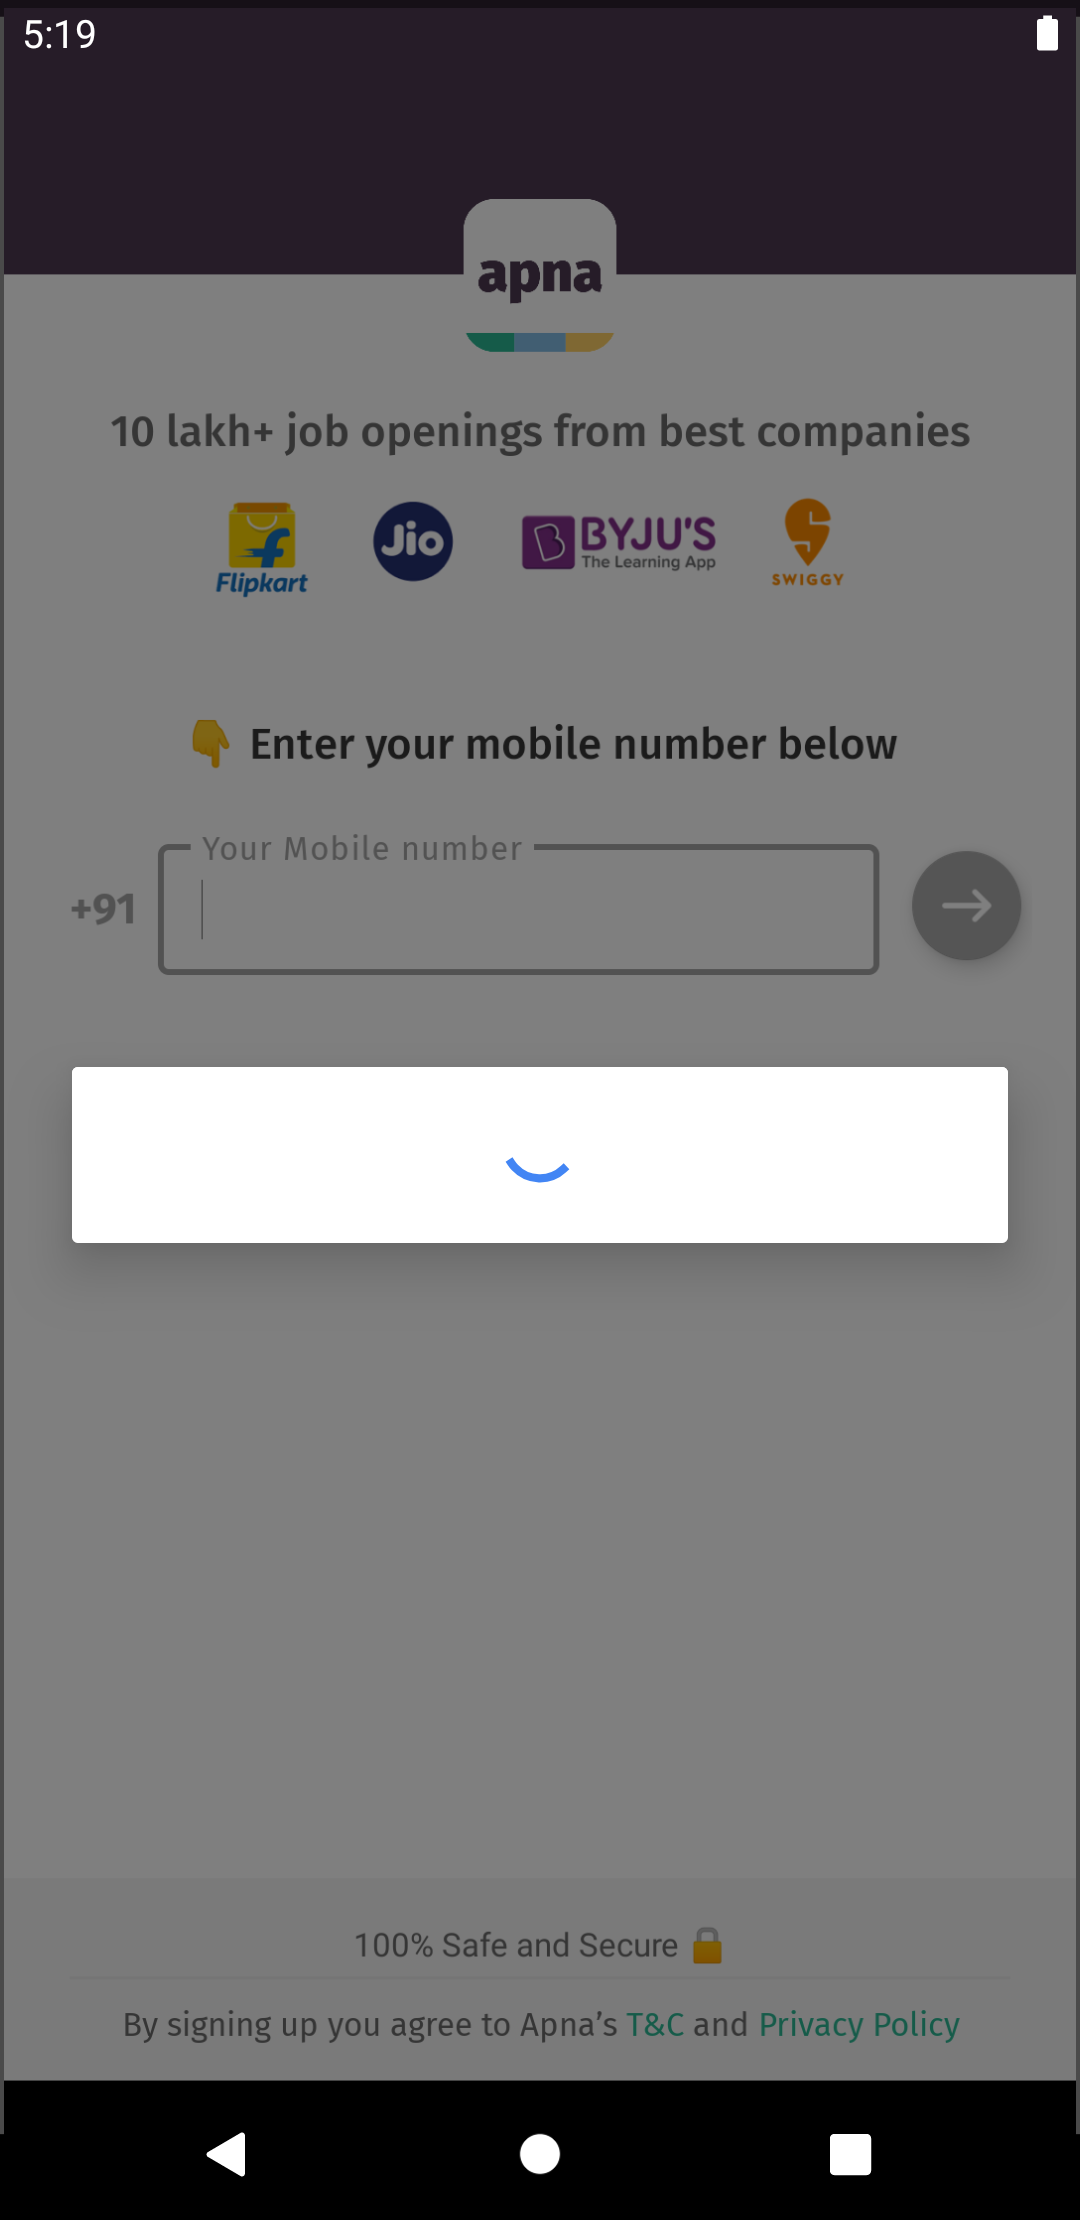 5:19
apna
10 lakh+ job openings from best companies
Flipkart
Jio
BYJU'S
The Learning App
SWIGGY
👇 Enter your mobile number below
Your Mobile number
+91
100% Safe and Secure 🔒
By signing up you agree to Apna’s T&C and Privacy Policy